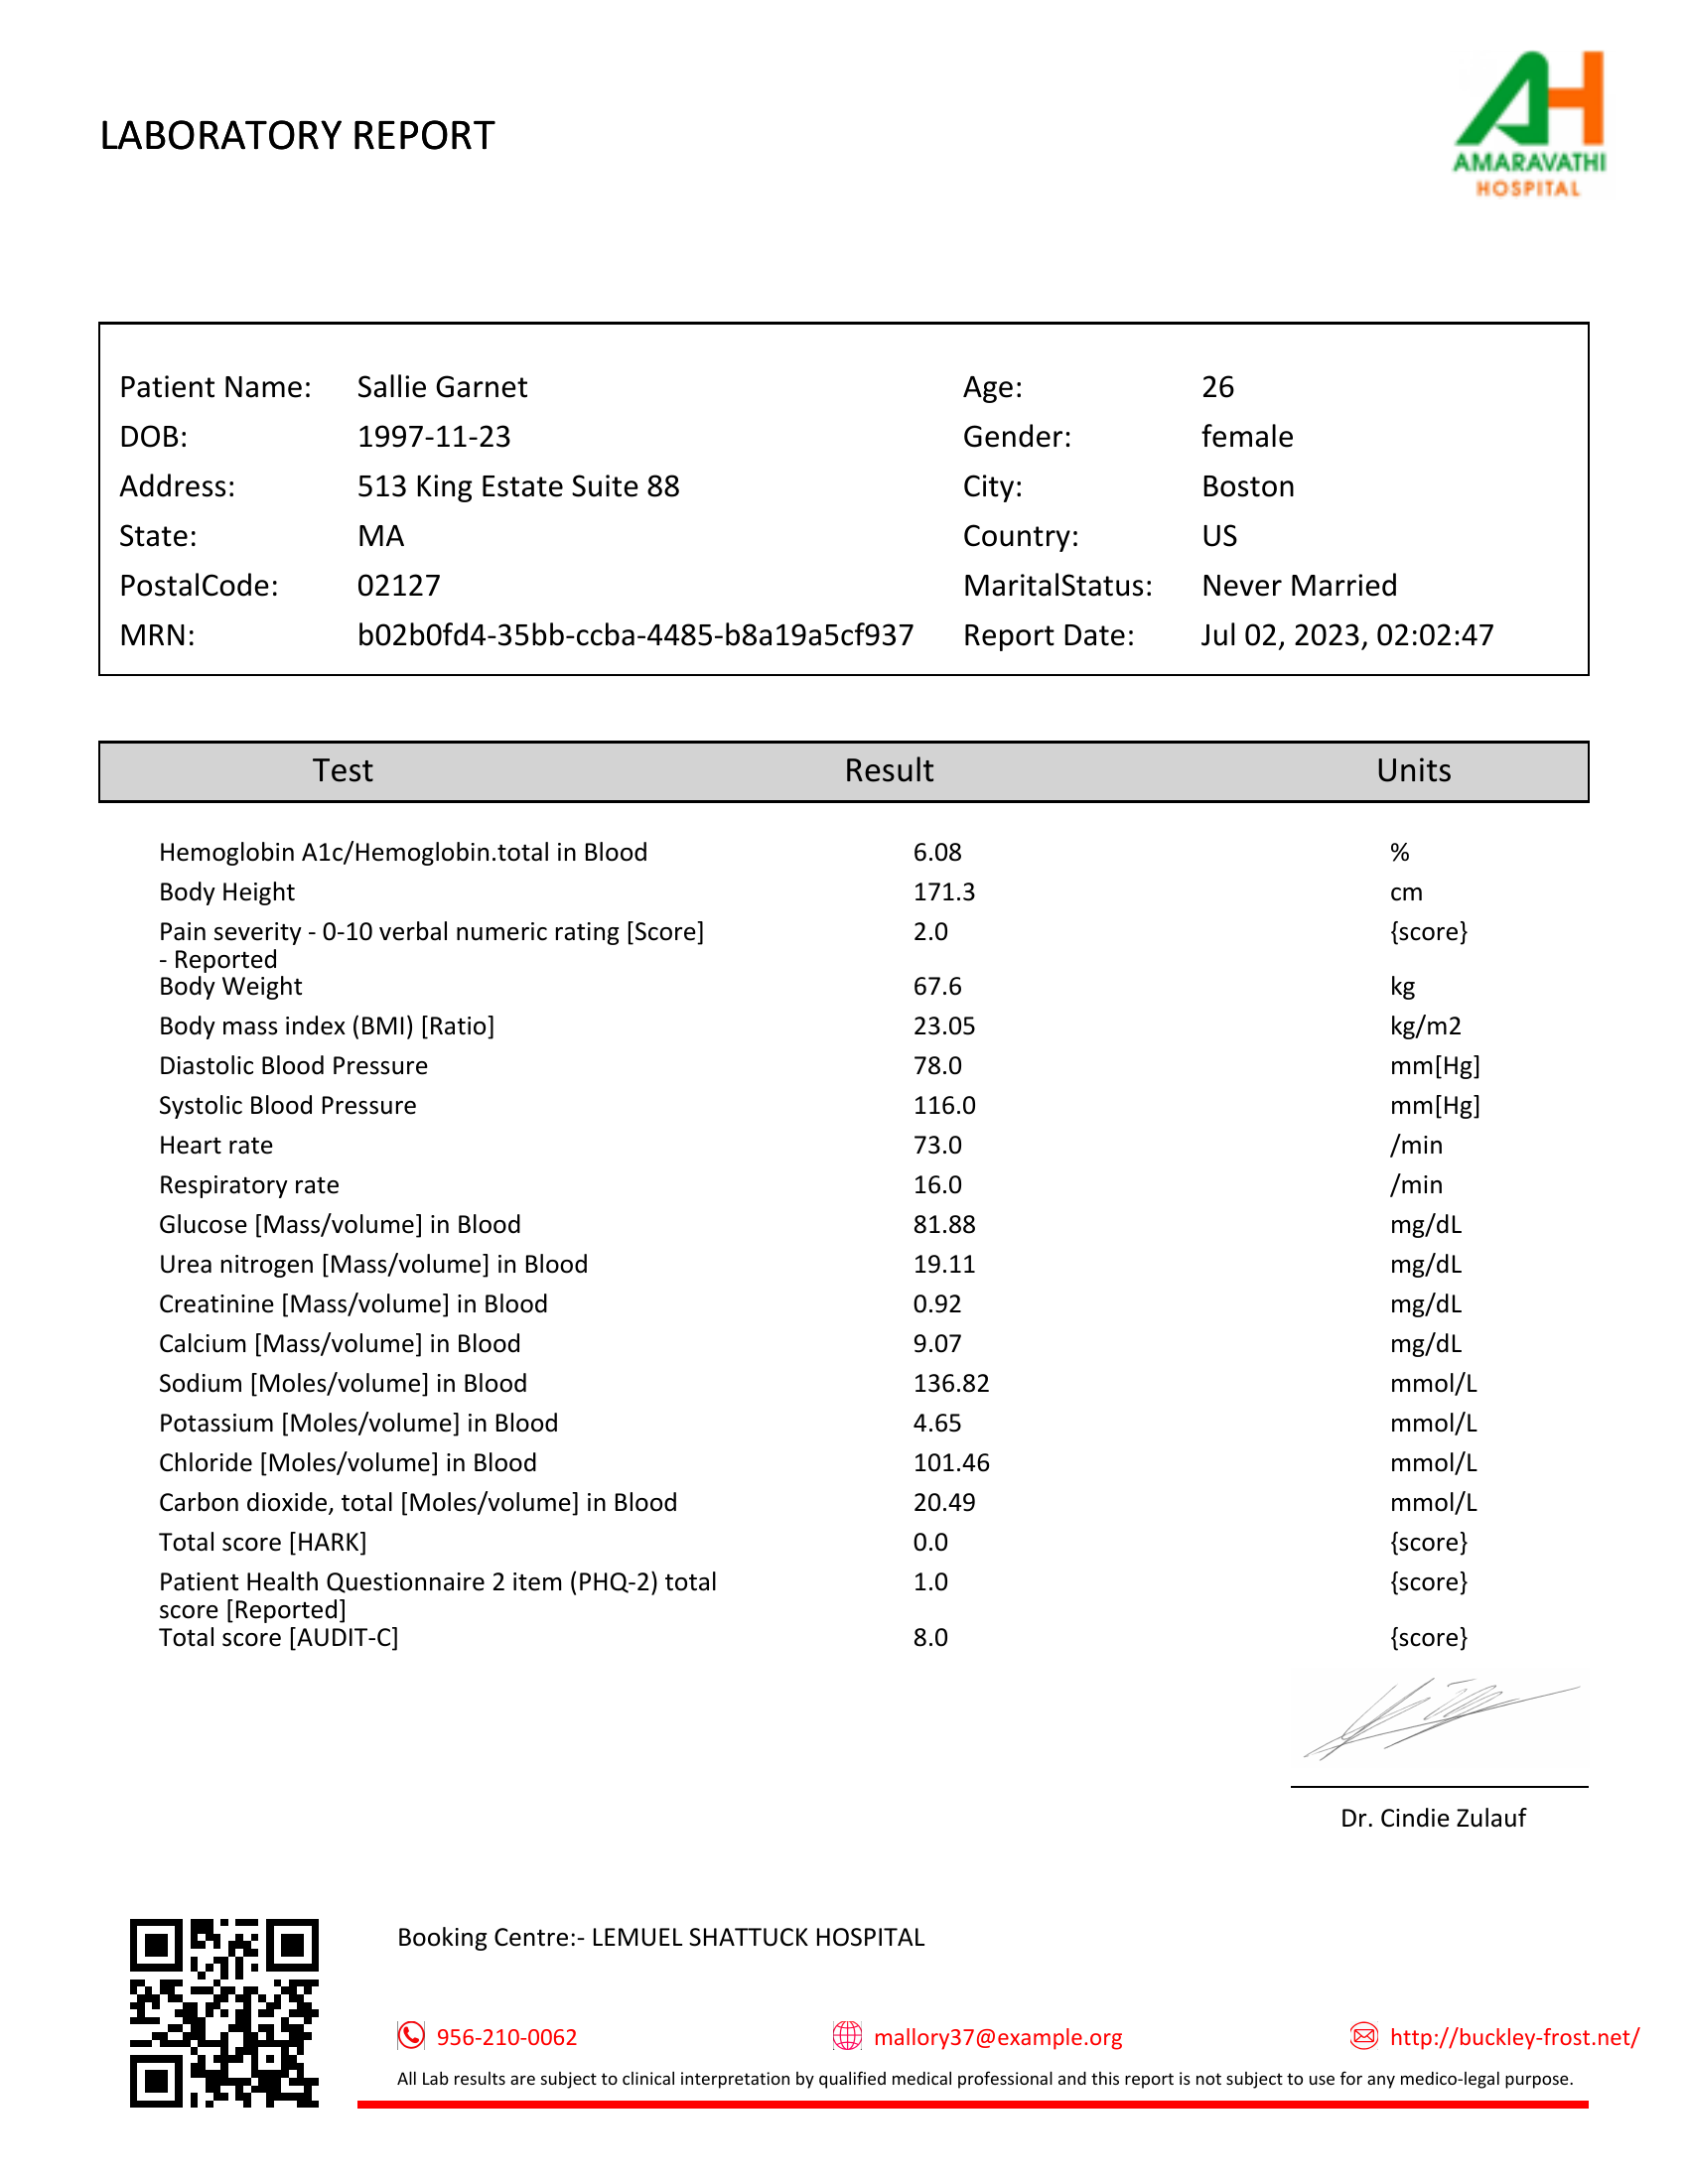 LABORATORY REPORT
AMARAVATHI
HOSPITAL
Patient Name: Sallie Garnet Age: 26
DOB: 1997-11-23 Gender: female
Address: 513 King Estate Suite 88 City: Boston
State: MA Country: US
PostalCode: 02127 MaritalStatus: Never Married
MRN: b02b0fd4-35bb-ccba-4485-b8a19a5cf937 Report Date: Jul 02, 2023, 02:02:47
Test Result Units
Hemoglobin A1c/Hemoglobin.total in Blood 6.08 %
Body Height 171.3 cm
Pain severity - 0-10 verbal numeric rating [Score] 2.0 {score}
- Reported
Body Weight 67.6 kg
Body mass index (BMI) [Ratio] 23.05 kg/m2
Diastolic Blood Pressure 78.0 mm[Hg]
Systolic Blood Pressure 116.0 mm[Hg]
Heart rate 73.0 /min
Respiratory rate 16.0 /min
Glucose [Mass/volume] in Blood 81.88 mg/dL
Urea nitrogen [Mass/volume] in Blood 19.11 mg/dL
Creatinine [Mass/volume] in Blood 0.92 mg/dL
Calcium [Mass/volume] in Blood 9.07 mg/dL
Sodium [Moles/volume] in Blood 136.82 mmol/L
Potassium [Moles/volume] in Blood 4.65 mmol/L
Chloride [Moles/volume] in Blood 101.46 mmol/L
Carbon dioxide, total [Moles/volume] in Blood 20.49 mmol/L
Total score [HARK] 0.0 {score}
Patient Health Questionnaire 2 item (PHQ-2) total 1.0 {score}
score [Reported]
Total score [AUDIT-C] 8.0 {score}
Dr. Cindie Zulauf
Booking Centre:- LEMUEL SHATTUCK HOSPITAL
956-210-0062 mallory37@example.org http://buckley-frost.net/
All Lab results are subject to clinical interpretation by qualified medical professional and this report is not subject to use for any medico-legal purpose.